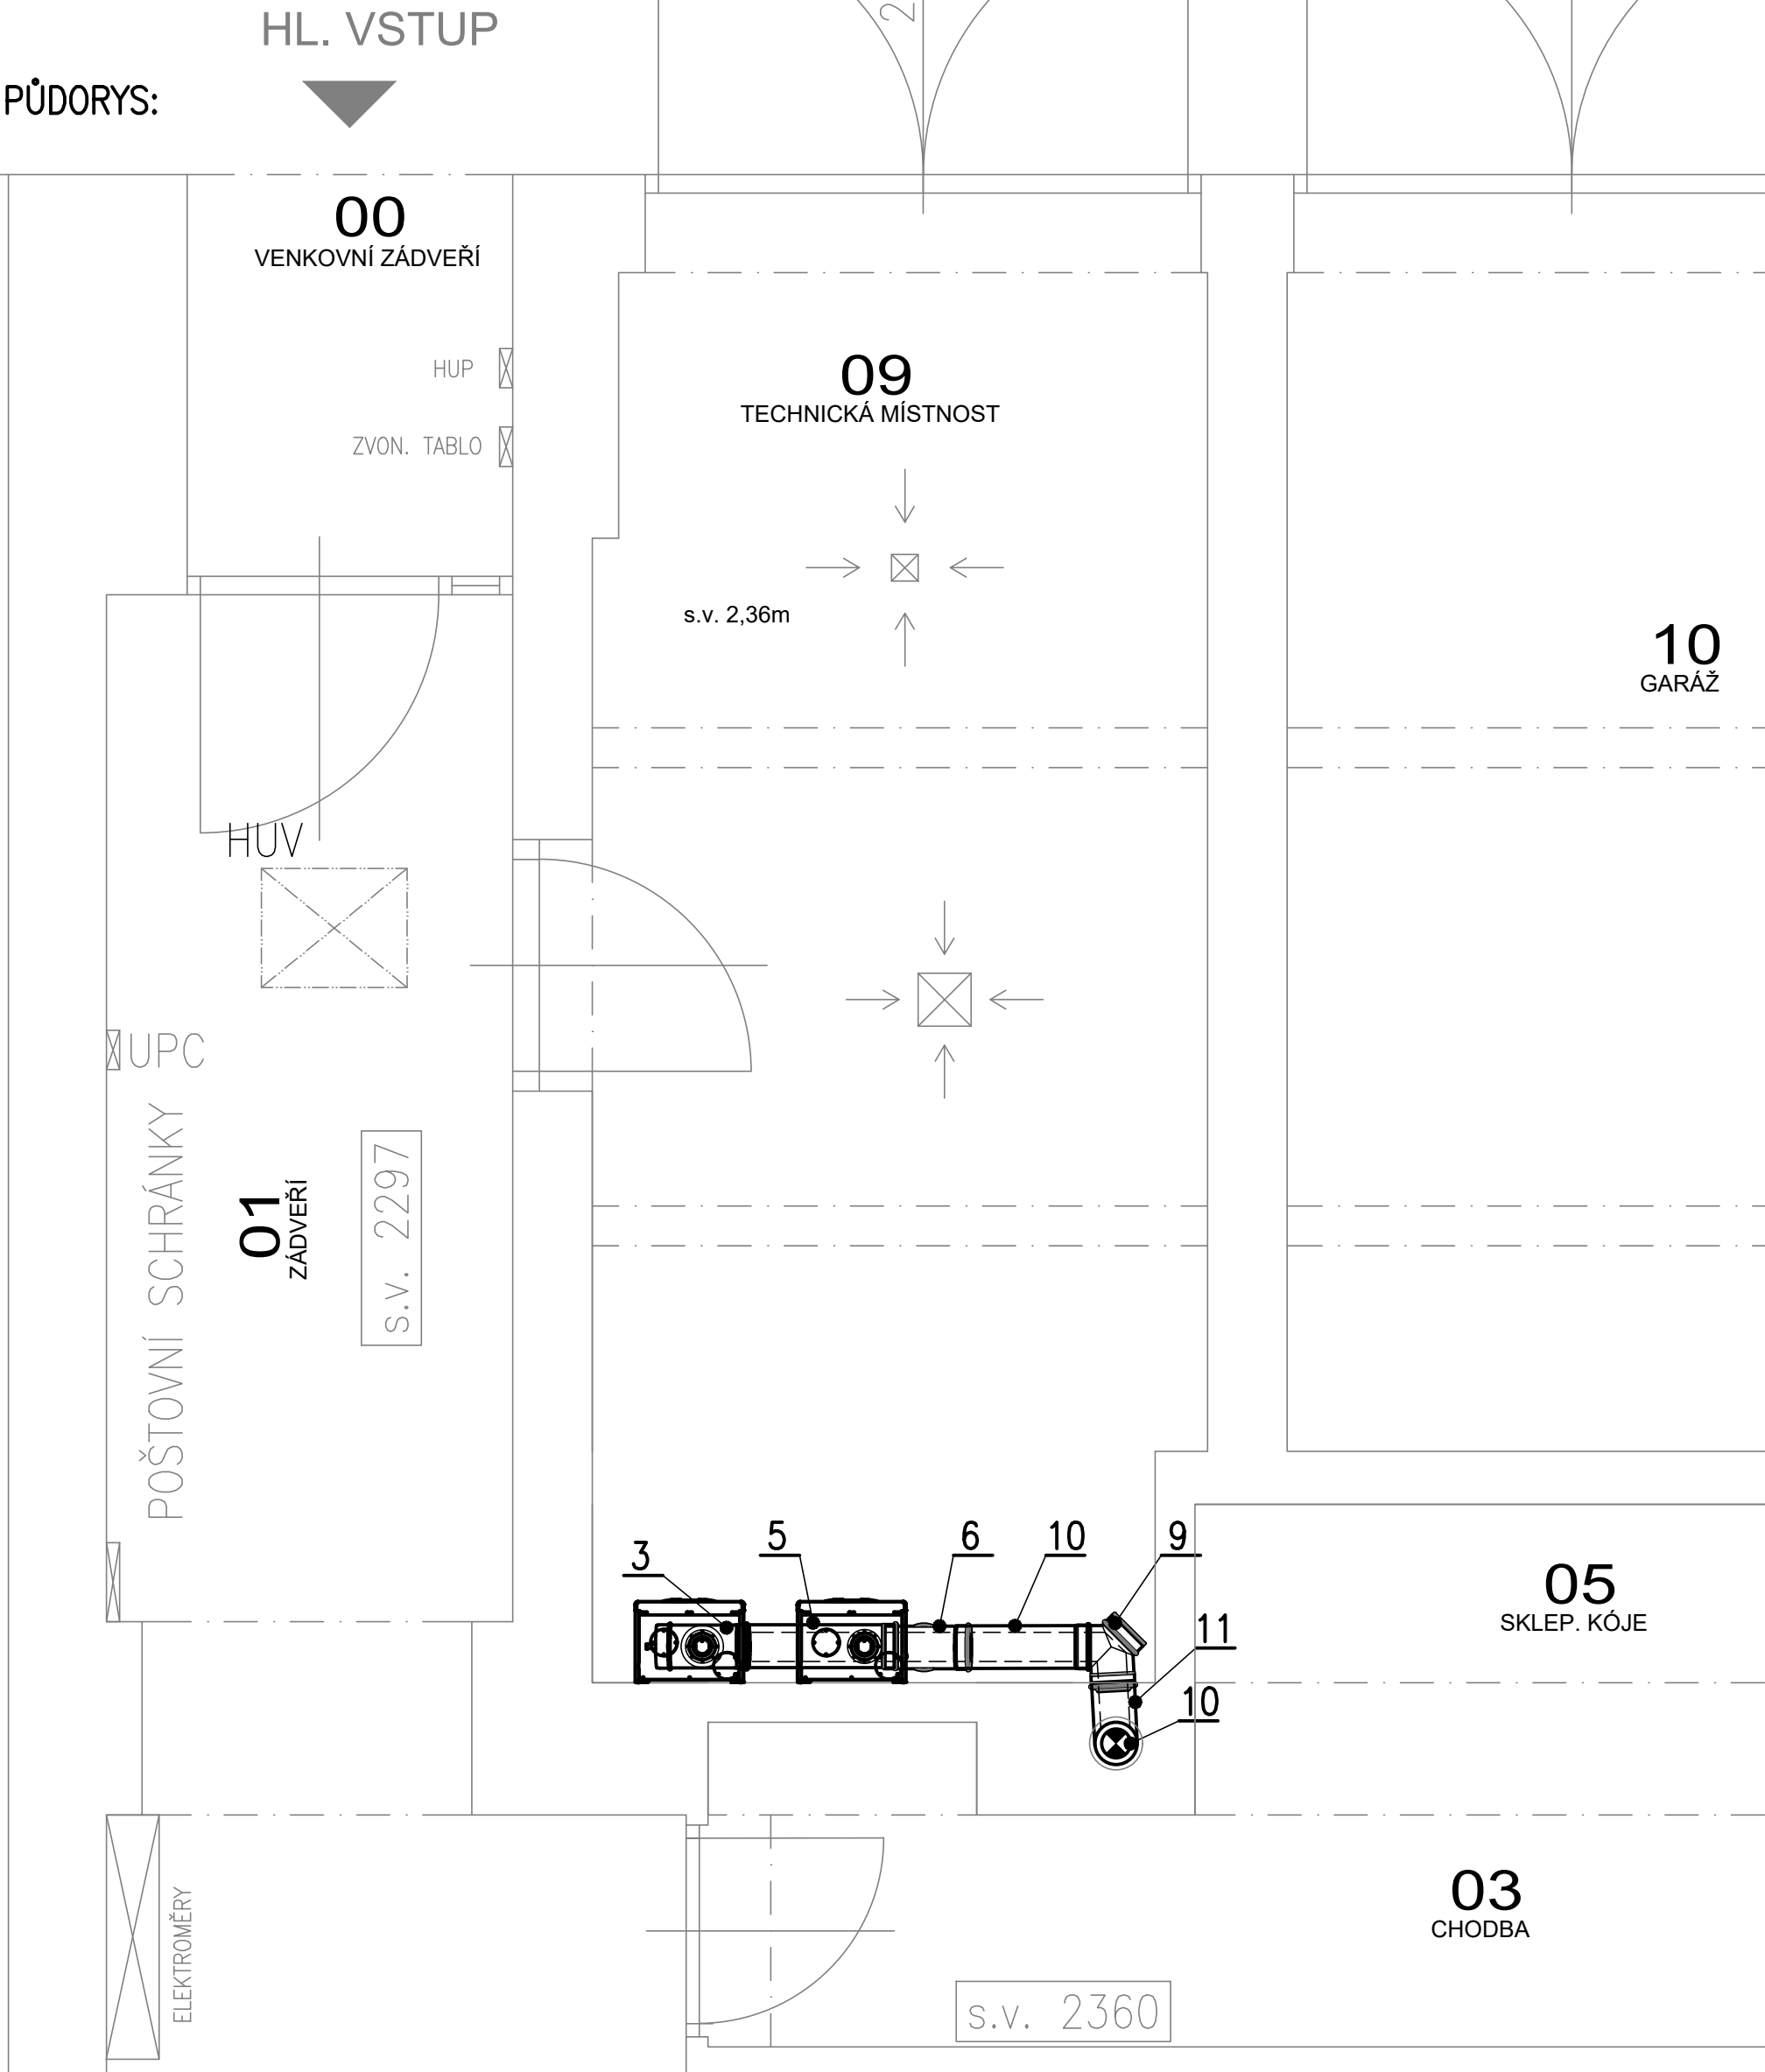 HL. VSTUP
2
PŮDORYS:
00
VENKOVNÍ ZÁDVEŘÍ
HUP
ZVON. TABLO
09
TECHNICKÁ MÍSTNOST
s.v. 2,36m
10
GARÁŽ
HUV
UPC
POŠTOVNÍ SCHRÁNKY
01
ZÁDVEŘÍ
s.v. 2297
3
5
6
10
9
11
10
05
SKLEP. KÓJE
03
CHODBA
ELEKTROMĚRY
s.v. 2360